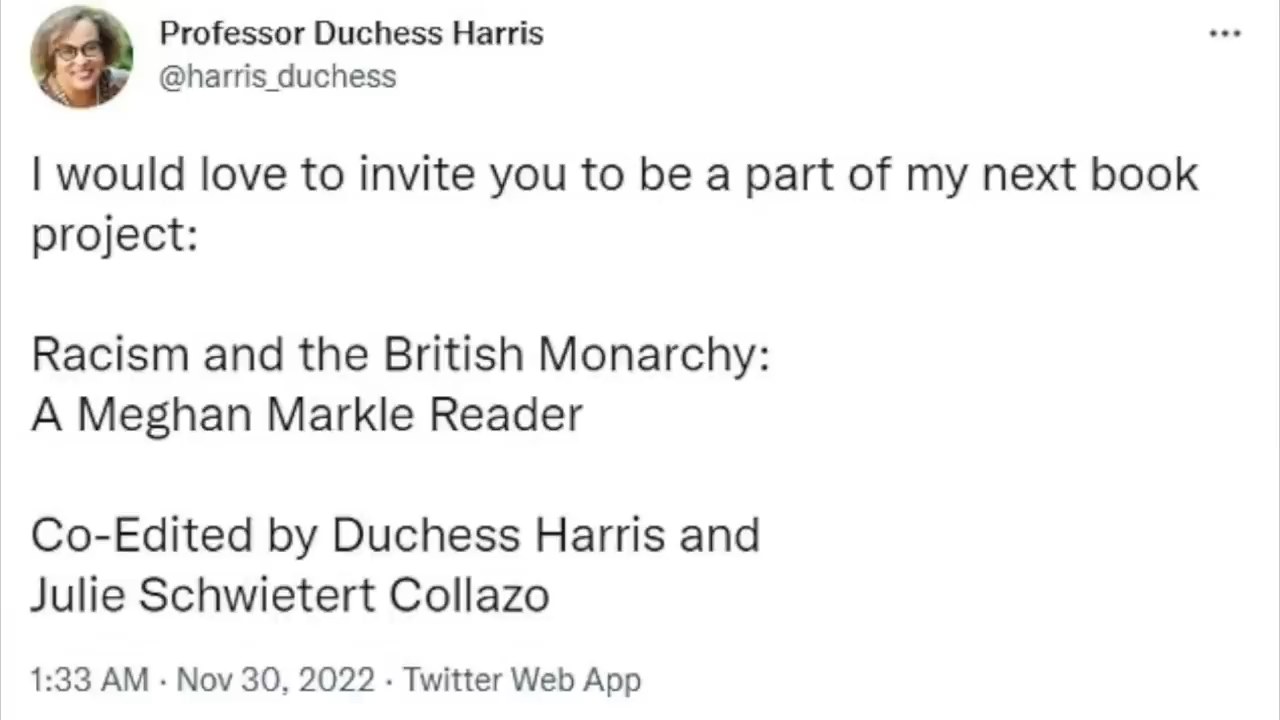 Professor Duchess Harris
@harris_duchess
I would love to invite you to be a part of my next book
project:
Racism and the British Monarchy:
A Meghan Markle Reader
Co-Edited by Duchess Harris and
Julie Schwietert Collazo
1:33 AM · Nov 30, 2022 · Twitter Web App